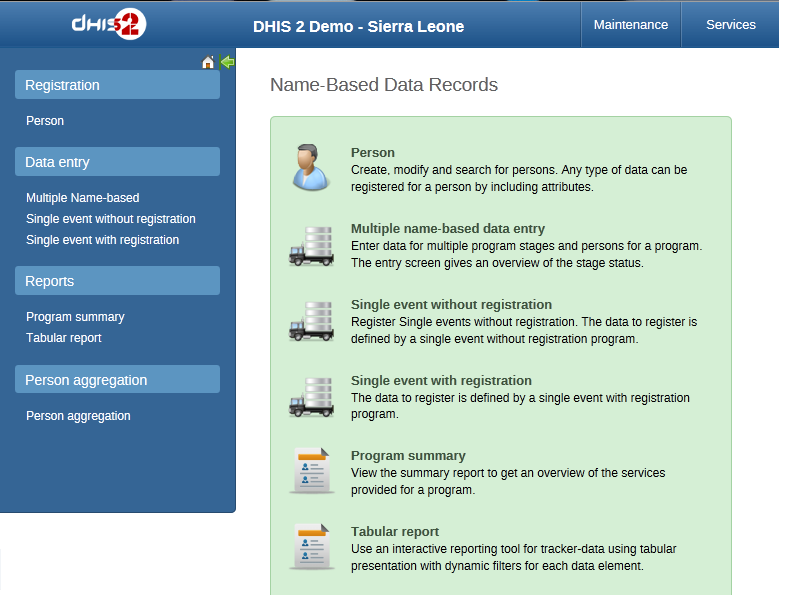 dhis2
DHIS 2 Demo - Sierra Leone
Maintenance
Services
Registration
Person
Data entry
Multiple Name-based
Single event without registration
Single event with registration
Reports
Program summary
Tabular report
Person aggregation
Person aggregation
Name-Based Data Records
Person
Create, modify and search for persons. Any type of data can be
registered for a person by including attributes.
Multiple name-based data entry
Enter data for multiple program stages and persons for a program.
The entry screen gives an overview of the stage status.
Single event without registration
Register Single events without registration. The data to register is
defined by a single event without registration program.
Single event with registration
The data to register is defined by a single event with registration
program.
Program summary
View the summary report to get an overview of the services
provided for a program.
Tabular report
Use an interactive reporting tool for tracker-data using tabular
presentation with dynamic filters for each data element.